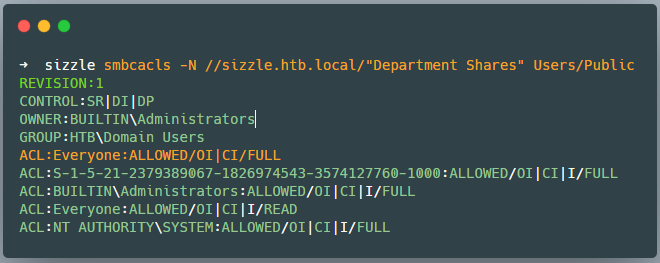 ➜ sizzle smbcacls -N //sizzle.htb.local/"Department Shares" Users/Public
REVISION:1
CONTROL:SR|DI|DP
OWNER:BUILTIN\Administrators
GROUP:HTB\Domain Users
ACL:Everyone:ALLOWED/OI|CI/FULL
ACL:S-1-5-21-2379389067-1826974543-3574127760-1000:ALLOWED/OI|CI|I/FULL
ACL:BUILTIN\Administrators:ALLOWED/OI|CI|I/FULL
ACL:Everyone:ALLOWED/OI|CI|I/READ
ACL:NT AUTHORITY\SYSTEM:ALLOWED/OI|CI|I/FULL